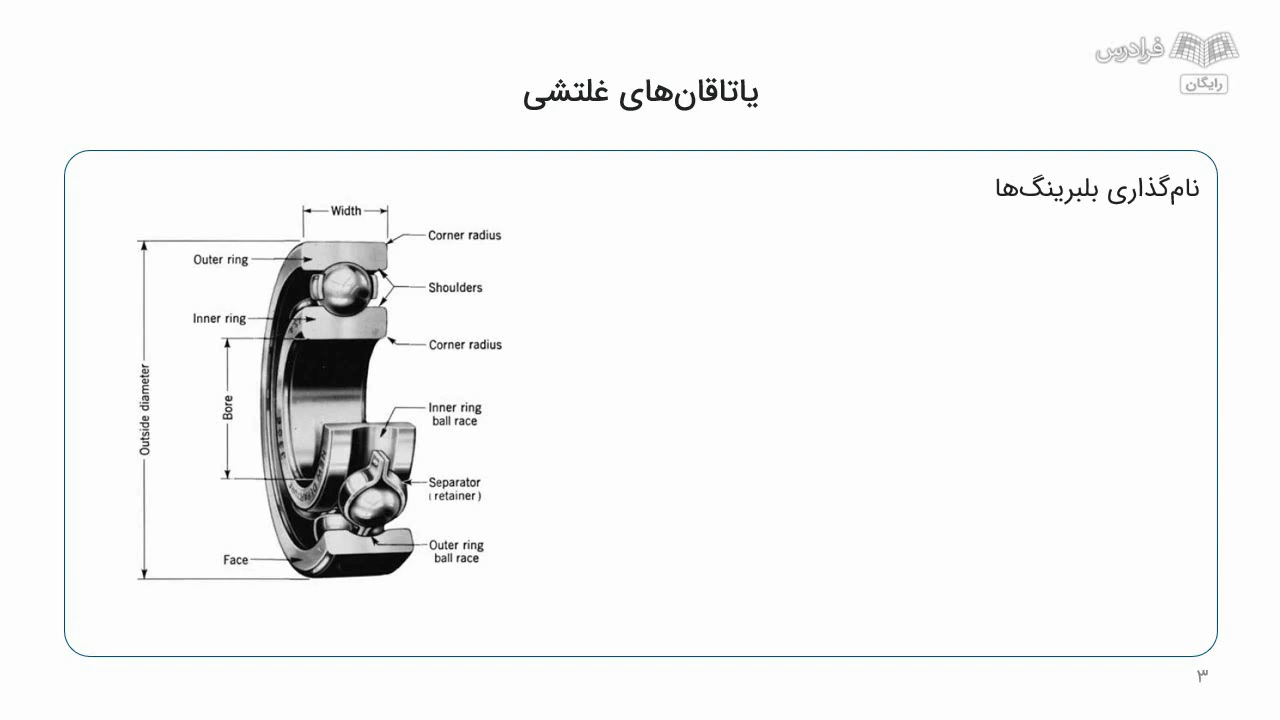 فرادرس
رایگان
یاتاقان‌های غلتشی
نام‌گذاری بلبرینگ‌ها
Width
Corner radius
Outer ring
Shoulders
Inner ring
Corner radius
Outside diameter
Bore
Inner ring
ball race
Separator
(retainer)
Outer ring
ball race
Face
۳